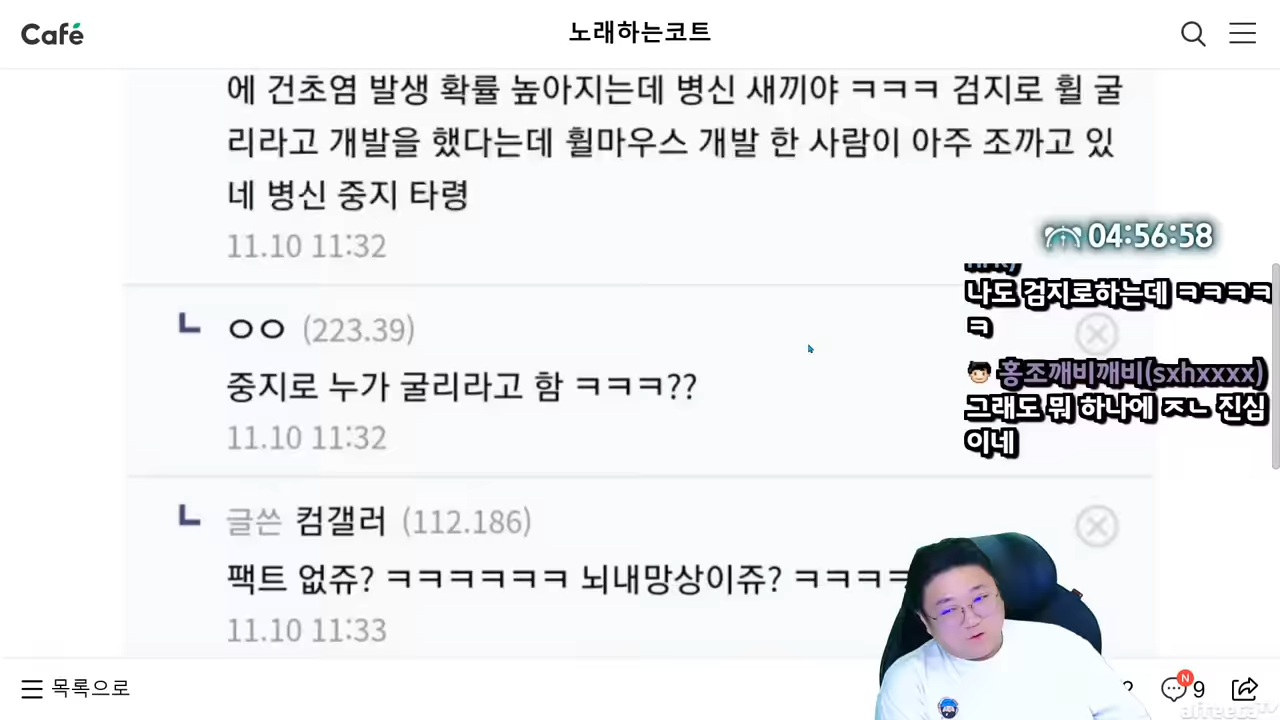 Café
노래하는코트
에 건초염 발생 확률 높아지는데 병신 새끼야 ㅋㅋㅋ 검지로 휠 굴
리라고 개발을 했다는데 휠마우스 개발 한 사람이 아주 조까고 있
네 병신 중지 타령
11.10 11:32
04:56:58
나도 검지로하는데 ㅋㅋㅋㅋ
ㅋ
홍조깨비깨비(sxhxxxx)
그래도 뭐 하나에 ㅈㄴ 진심
이네
ㅇㅇ (223.39)
중지로 누가 굴리라고 함 ㅋㅋㅋ??
11.10 11:32
글쓴 컴갤러 (112.186)
팩트 없쥬? ㅋㅋㅋㅋㅋㅋ 뇌내망상이쥬? ㅋㅋㅋㅋ
11.10 11:33
목록으로
N
9
afreecaTV